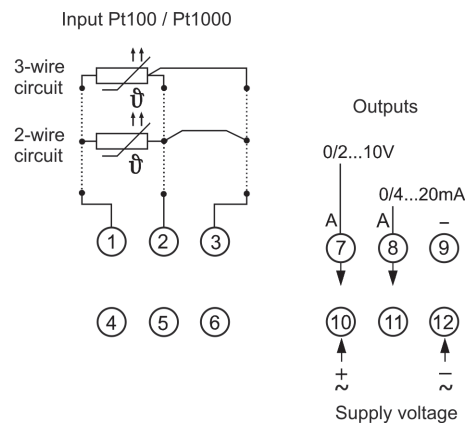 Input Pt100 / Pt1000
3-wire
circuit
ϑ
2-wire
circuit
ϑ
Outputs
0/2...10V
0/4...20mA
A A –
1 2 3
7 8 9
4 5 6
10 11 12
+ –
~ ~
Supply voltage